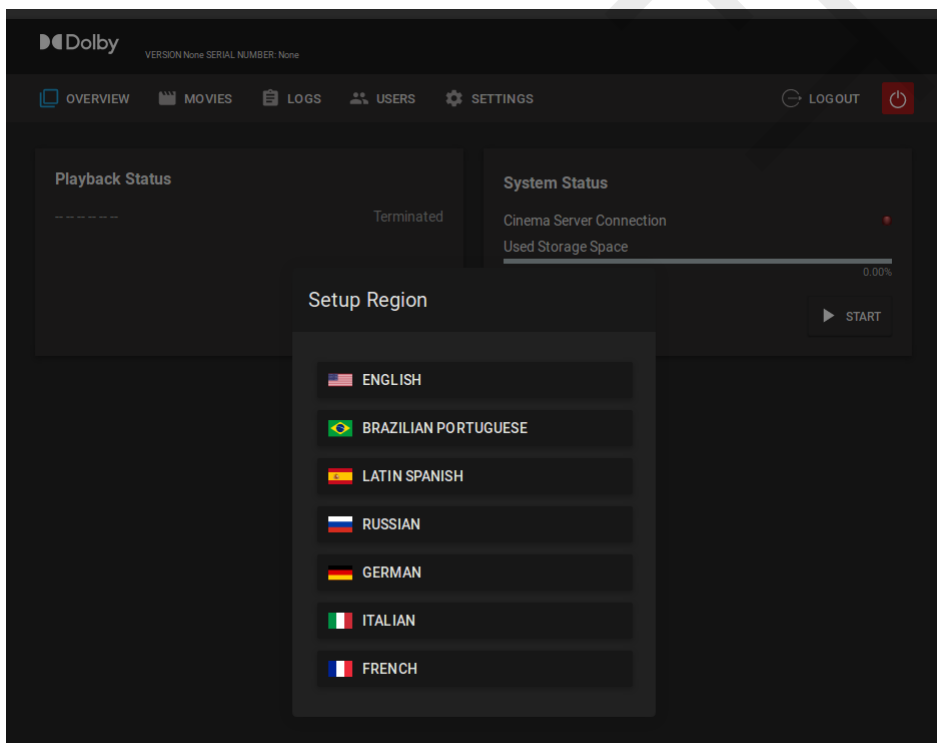 Dolby
VERSION None SERIAL NUMBER: None
OVERVIEW MOVIES LOGS USERS SETTINGS LOGOUT
Playback Status
-- -- -- -- -- -- Terminated
System Status
Cinema Server Connection
Used Storage Space
0.00%
START
Setup Region
ENGLISH
BRAZILIAN PORTUGUESE
LATIN SPANISH
RUSSIAN
GERMAN
ITALIAN
FRENCH